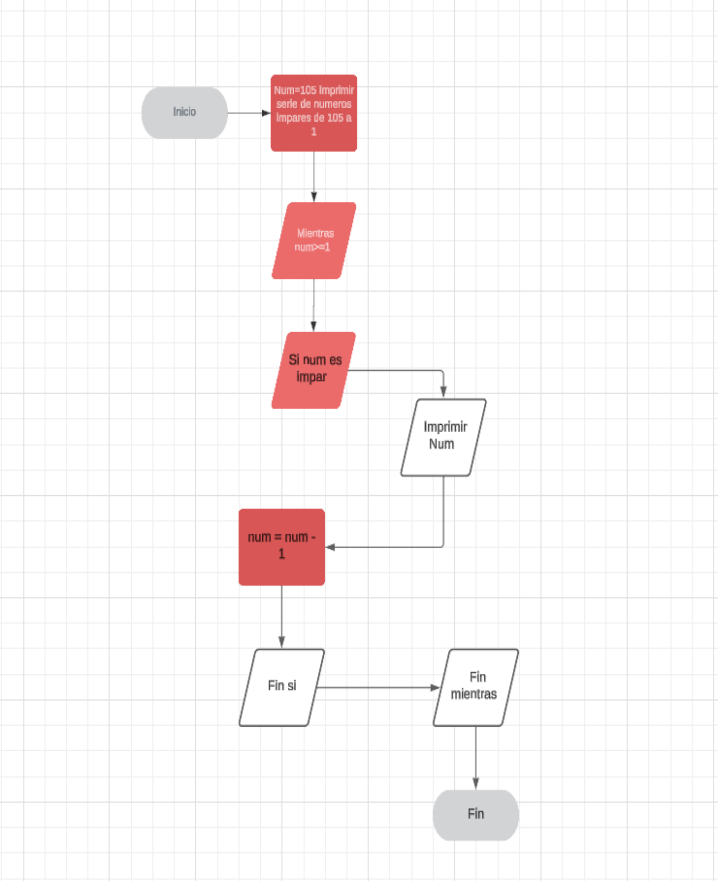 Inicio
Num=105 Imprimir
serie de numeros
impares de 105 a
1
Mientras
num>=1
Si num es
impar
Imprimir
Num
num = num -
1
Fin si
Fin
mientras
Fin